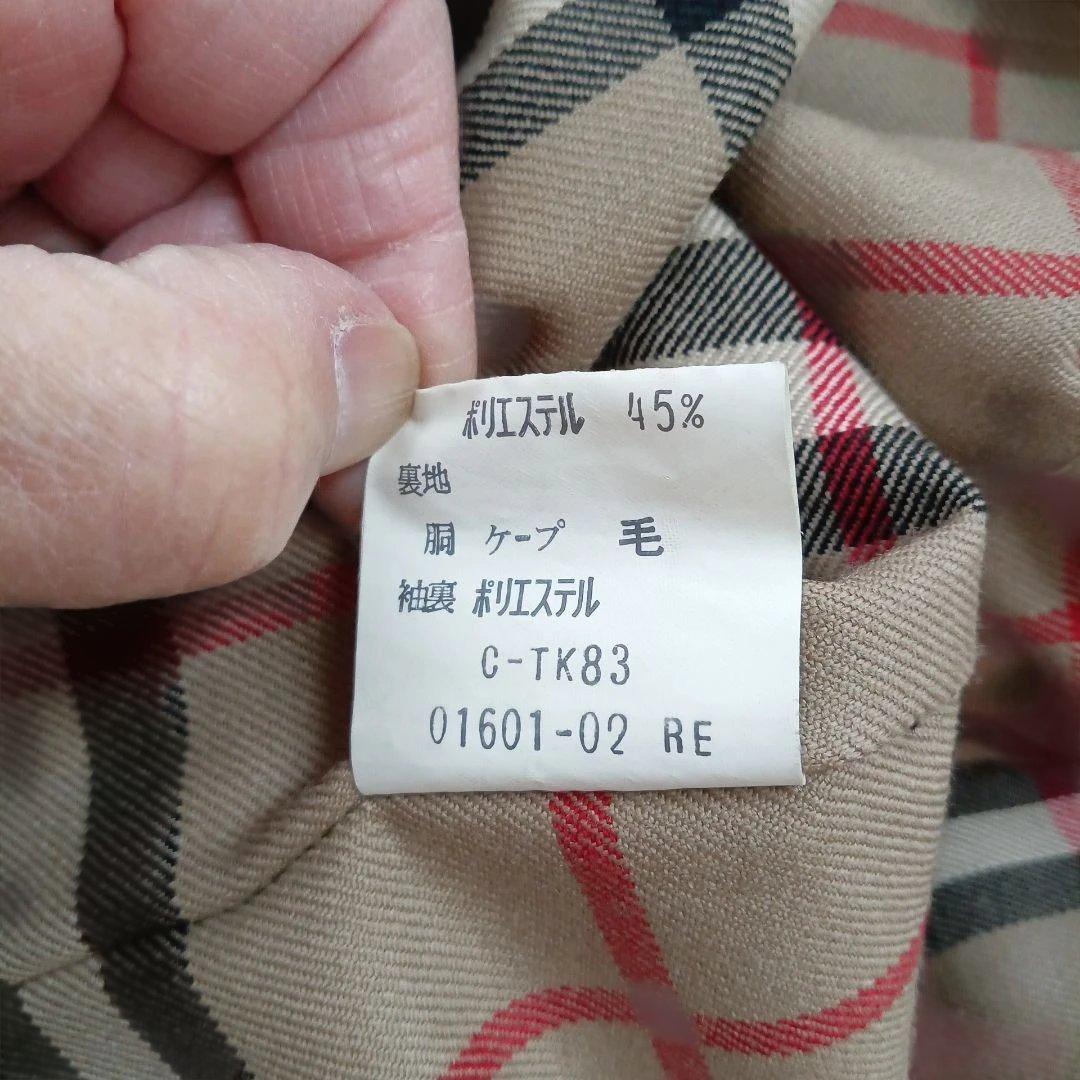 ポリエステル 45%
裏地
胴 ケープ 毛
袖裏 ポリエステル
C-TK83
01601-02 RE